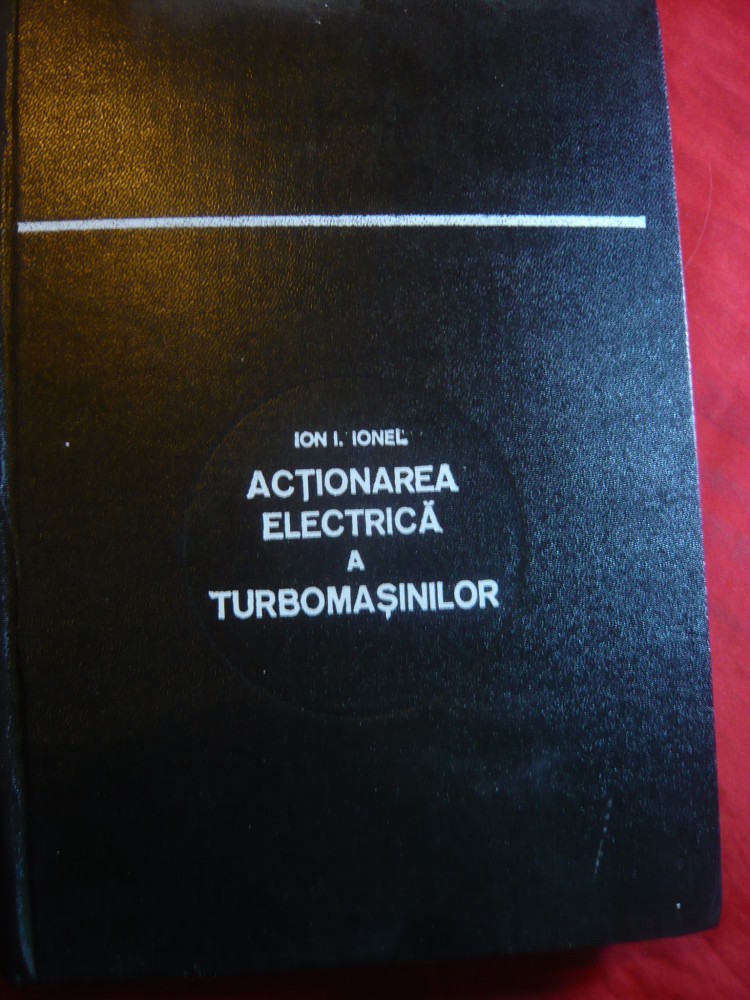 ION I. IONEL
ACȚIONAREA
ELECTRICĂ
A
TURBOMAȘINILOR